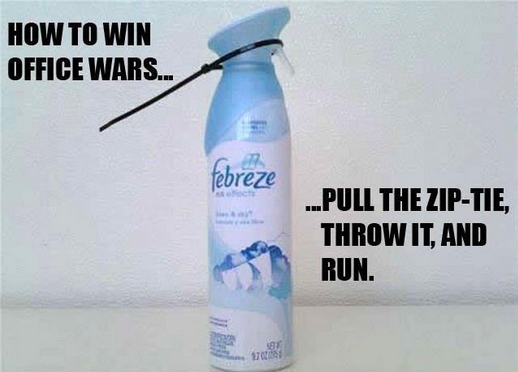 HOW TO WIN
OFFICE WARS...
febreze
...PULL THE ZIP-TIE,
THROW IT, AND
RUN.